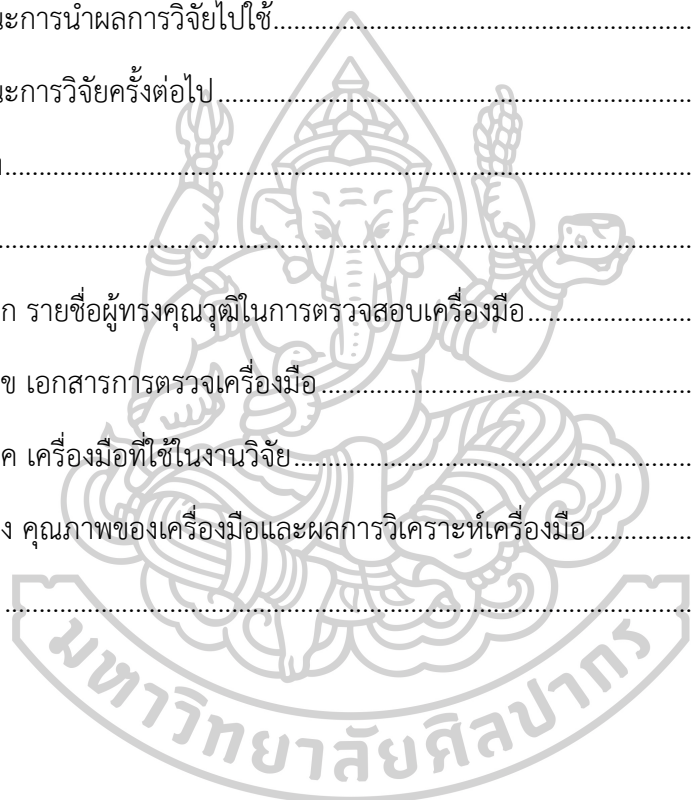 นะการนำผลการวิจัยไปใช้................................................................
นะการวิจัยครั้งต่อไป................................................................
................................................................
................................................................
ก รายชื่อผู้ทรงคุณวุฒิในการตรวจสอบเครื่องมือ......................
ข เอกสารการตรวจเครื่องมือ................................................
ค เครื่องมือที่ใช้ในงานวิจัย................................................
ง คุณภาพของเครื่องมือและผลการวิเคราะห์เครื่องมือ...............
................................................................
มหาวิทยาลัยศิลปากร